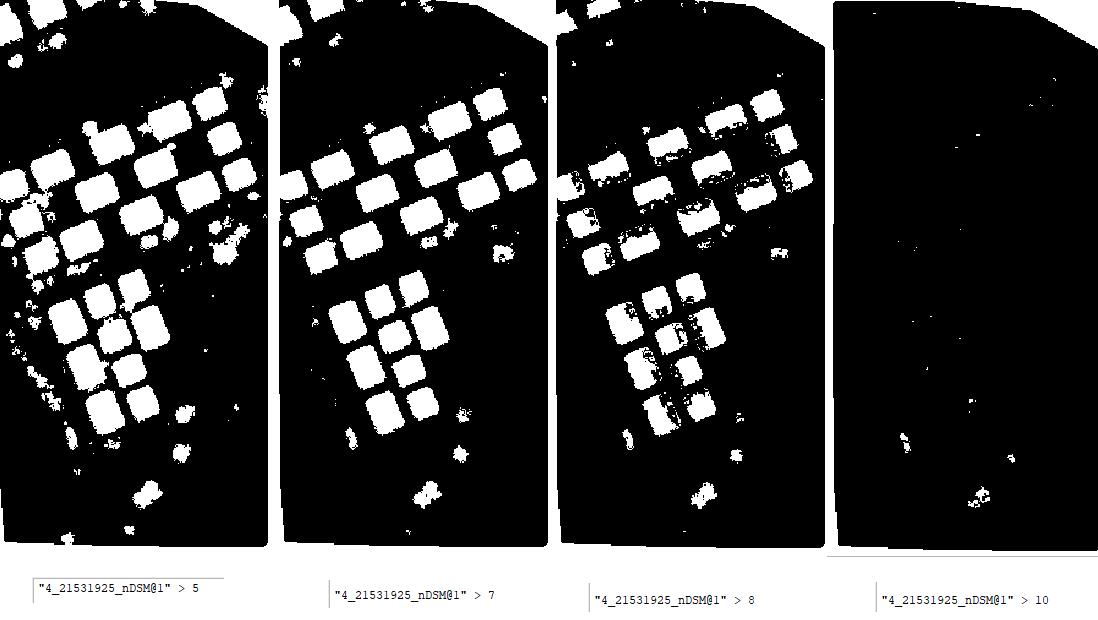 "4_21531925_nDSM@1" > 5
"4_21531925_nDSM@1" > 7
"4_21531925_nDSM@1" > 8
"4_21531925_nDSM@1" > 10